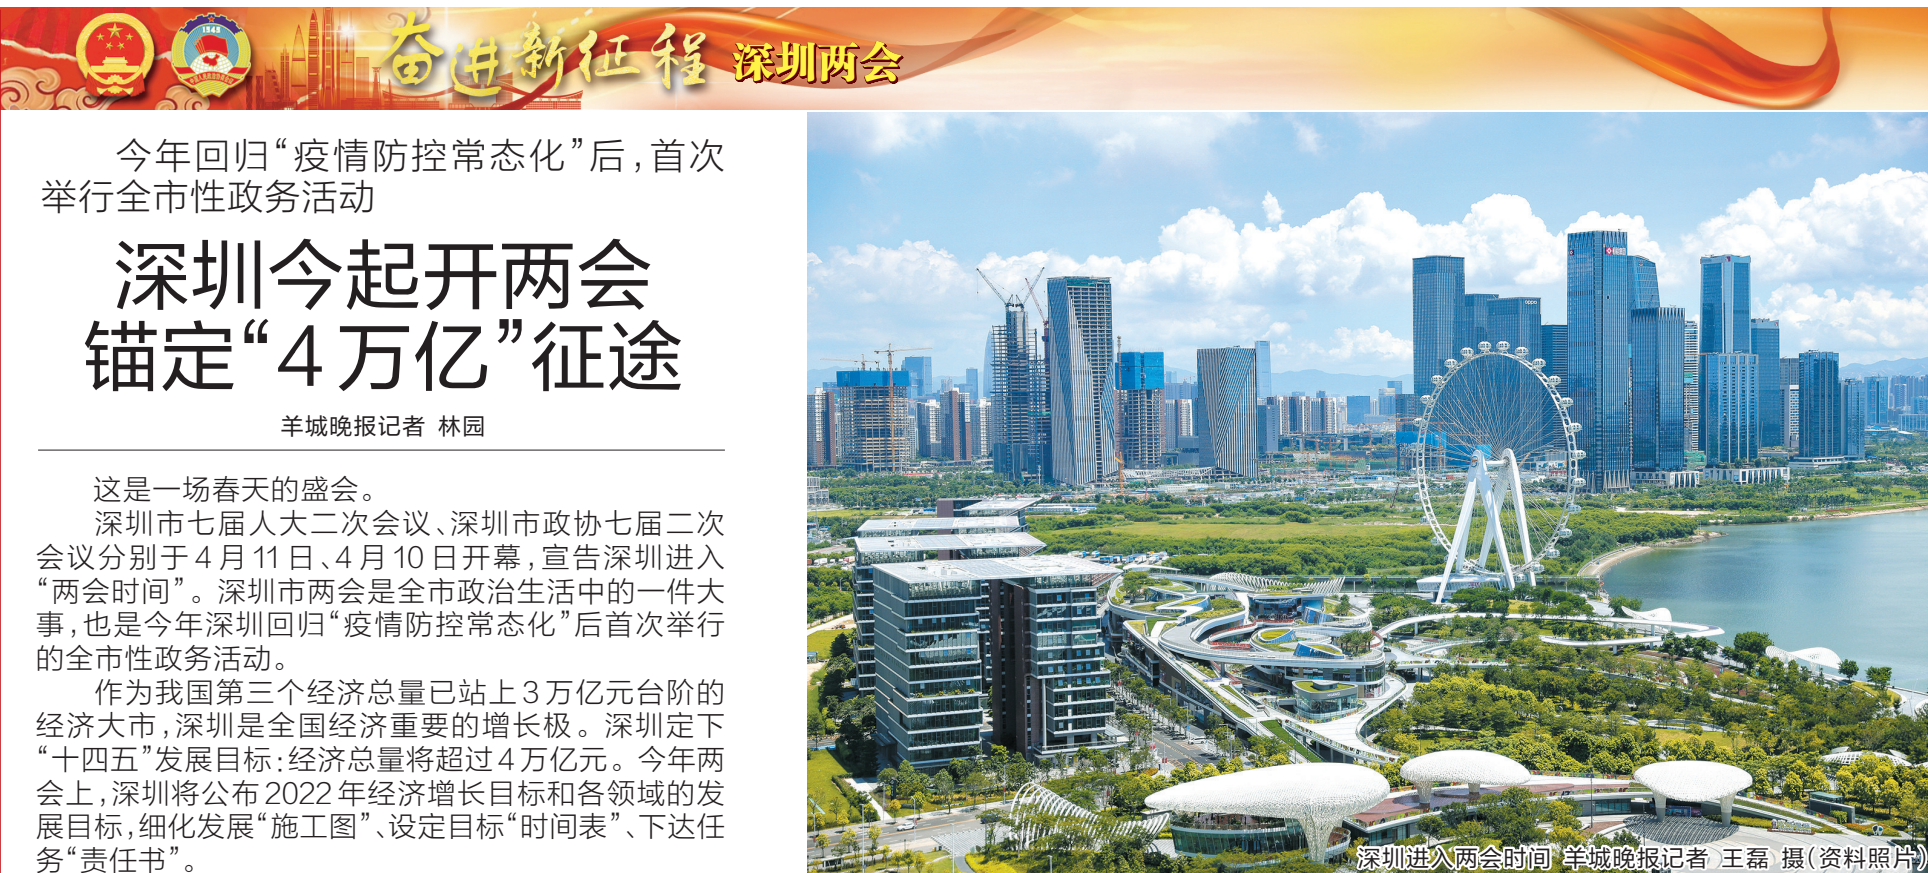 奋进新征程 深圳两会
今年回归“疫情防控常态化”后,首次
举行全市性政务活动
深圳今起开两会
锚定“4万亿”征途
羊城晚报记者 林园
这是一场春天的盛会。
深圳市七届人大二次会议、深圳市政协七届二次
会议分别于4月11日、4月10日开幕,宣告深圳进入
“两会时间”。深圳市两会是全市政治生活中的一件大
事,也是今年深圳回归“疫情防控常态化”后首次举行
的全市性政务活动。
作为我国第三个经济总量已站上3万亿元台阶的
经济大市,深圳是全国经济重要的增长极。深圳定下
“十四五”发展目标:经济总量将超过4万亿元。今年两
会上,深圳将公布2022年经济增长目标和各领域的发
展目标,细化发展“施工图”、设定目标“时间表”、下达任
务“责任书”。
深圳进入两会时间 羊城晚报记者 王磊 摄(资料照片)